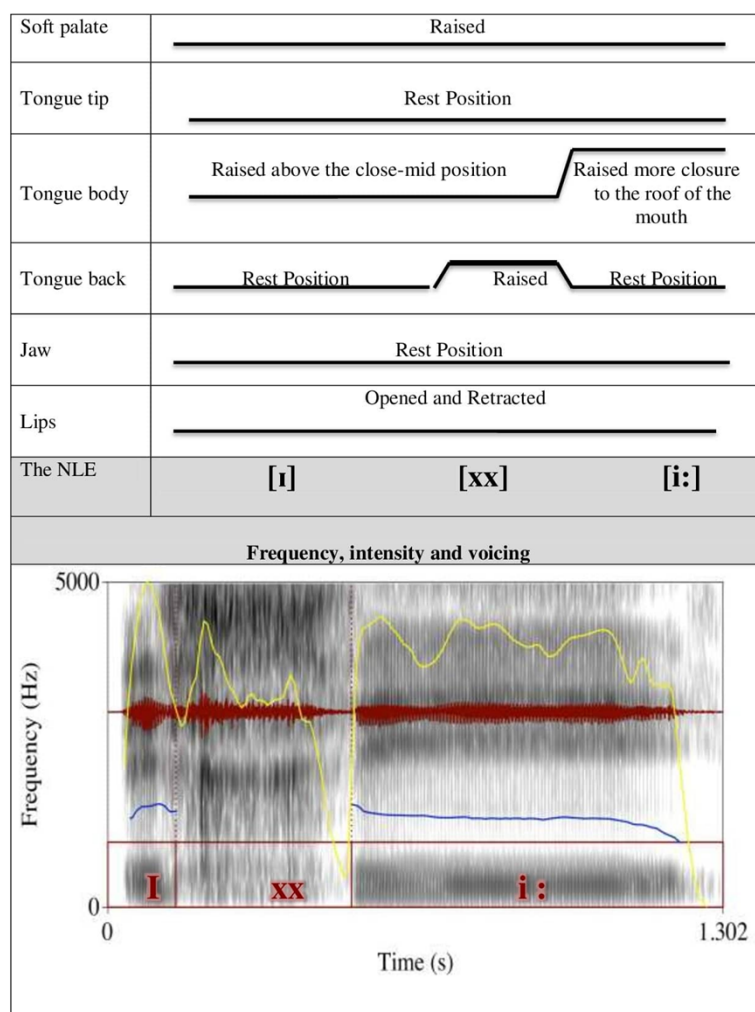 Soft palate Raised
Tongue tip Rest Position
Tongue body Raised above the close-mid position Raised more closure
to the roof of the
mouth
Tongue back Rest Position Raised Rest Position
Jaw Rest Position
Lips Opened and Retracted
The NLE [ɪ] [xx] [i:]
Frequency, intensity and voicing
5000
Frequency (Hz)
I xx i :
0
0 1.302
Time (s)